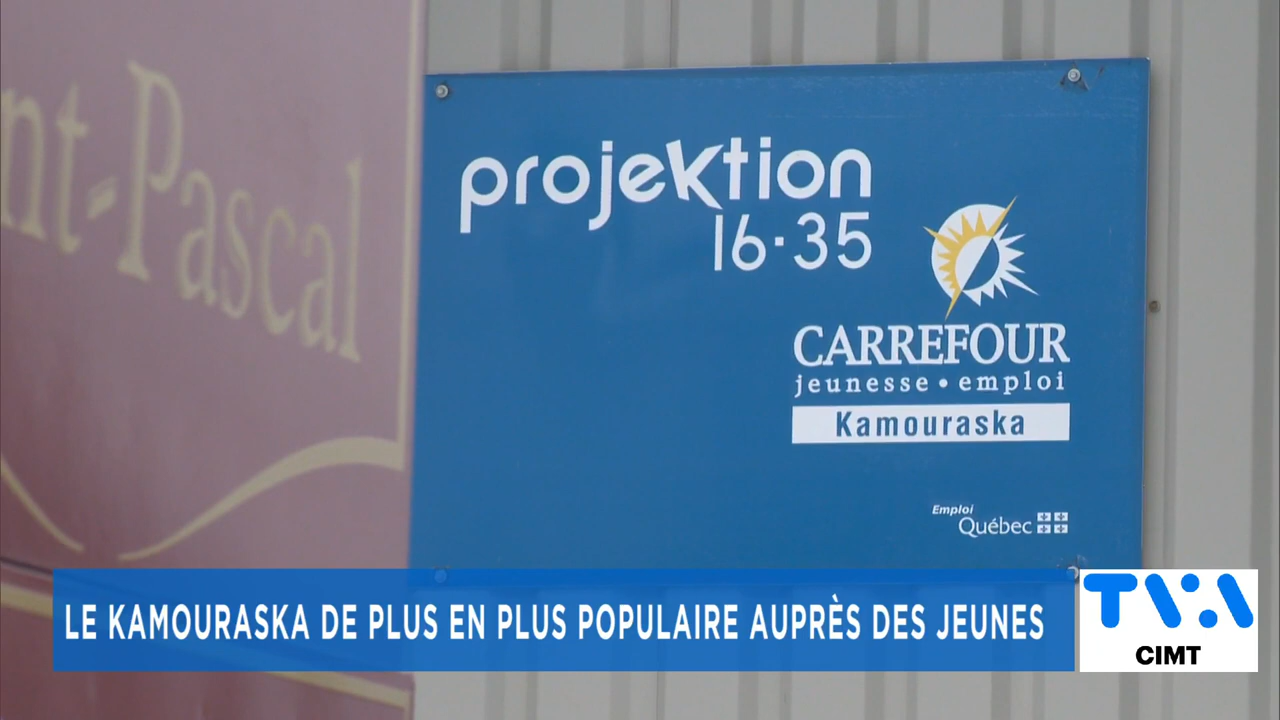 nt-Pascal
projeKtion
16·35
CARREFOUR
jeunesse • emploi
Kamouraska
Emploi
Québec
LE KAMOURASKA DE PLUS EN PLUS POPULAIRE AUPRÈS DES JEUNES
TVA
CIMT